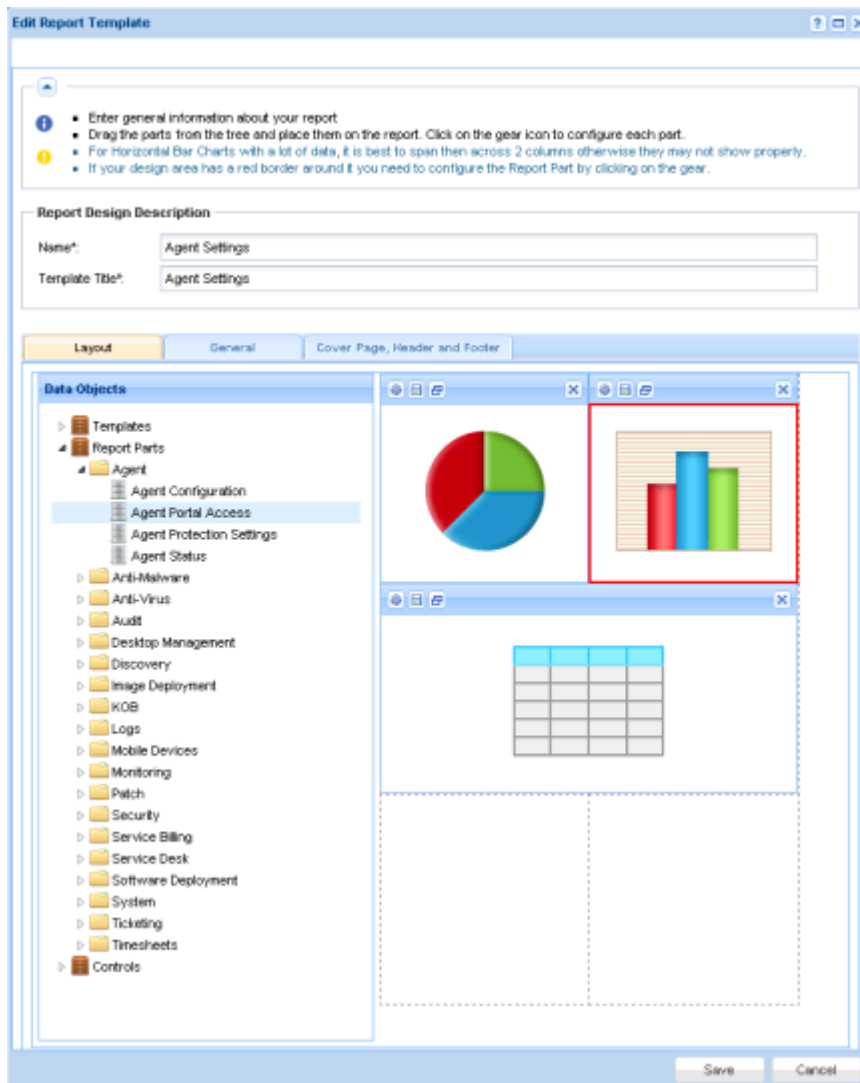 Edit Report Template
Enter general information about your report
Drag the parts from the tree and place them on the report. Click on the gear icon to configure each part.
For Horizontal Bar Charts with a lot of data, it is best to span then across 2 columns otherwise they may not show properly.
If your design area has a red border around it you need to configure the Report Part by clicking on the gear.
Report Design Description
Name*: Agent Settings
Template Title*: Agent Settings
Layout General Cover Page, Header and Footer
Data Objects
Templates
Report Parts
Agent
Agent Configuration
Agent Portal Access
Agent Protection Settings
Agent Status
Anti-Malware
Anti-Virus
Audit
Desktop Management
Discovery
Image Deployment
KOB
Logs
Mobile Devices
Monitoring
Patch
Security
Service Billing
Service Desk
Software Deployment
System
Ticketing
Timesheets
Controls
Save Cancel